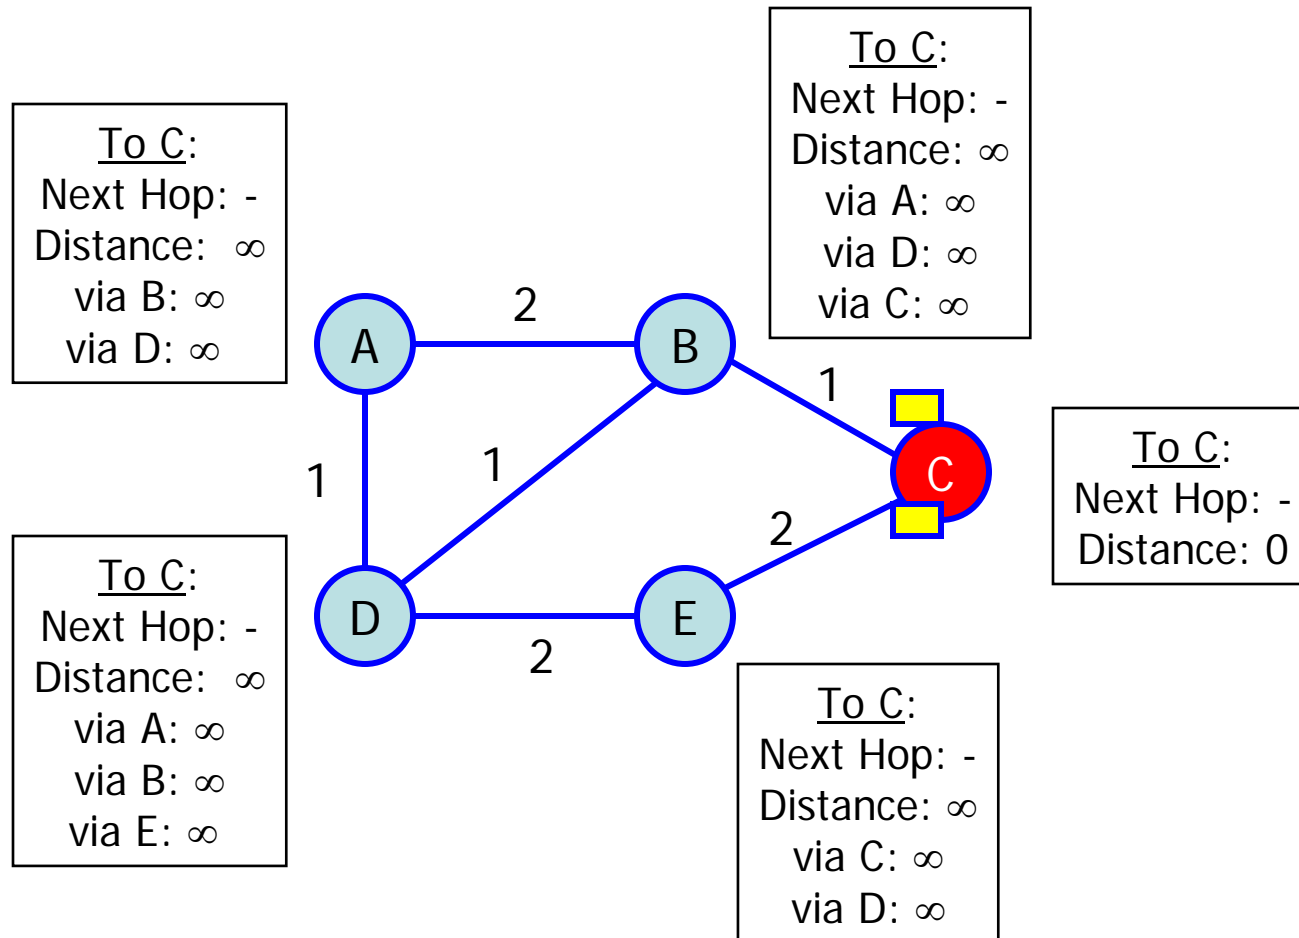 To C:
Next Hop: -
Distance: ∞
via A: ∞
via D: ∞
via C: ∞
To C:
Next Hop: -
Distance: ∞
via B: ∞
via D: ∞
2
A
B
1
1
1
C
To C:
Next Hop: -
Distance: 0
2
To C:
Next Hop: -
Distance: ∞
via A: ∞
via B: ∞
via E: ∞
D
E
2
To C:
Next Hop: -
Distance: ∞
via C: ∞
via D: ∞